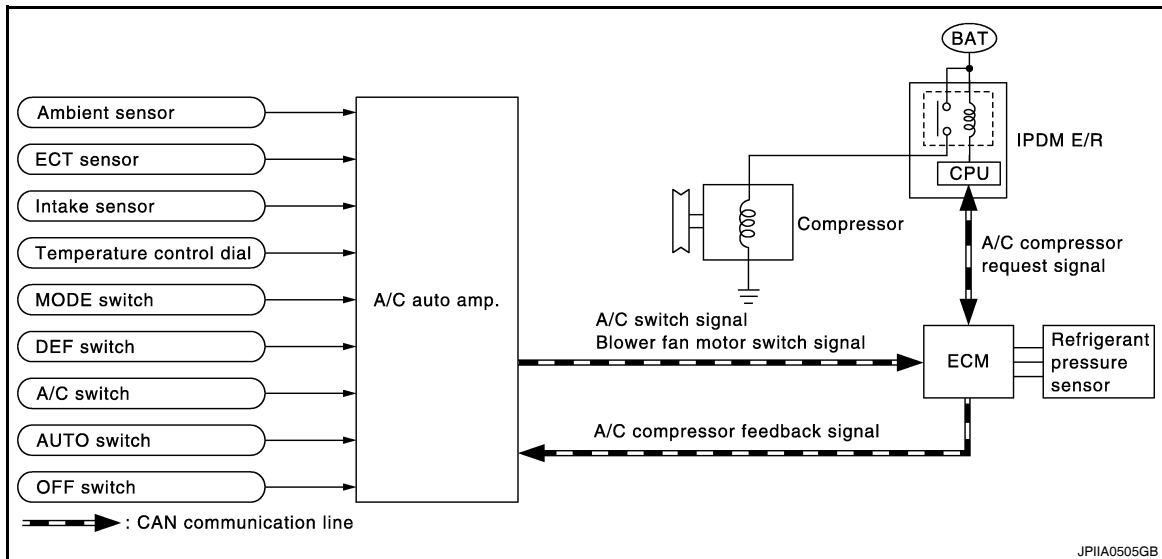 BAT
Ambient sensor
ECT sensor
Intake sensor
Temperature control dial
MODE switch
DEF switch
A/C switch
AUTO switch
OFF switch
A/C auto amp.
IPDM E/R
CPU
Compressor
A/C compressor
request signal
A/C switch signal
Blower fan motor switch signal
ECM
Refrigerant
pressure
sensor
A/C compressor feedback signal
: CAN communication line
JPIIA0505GB